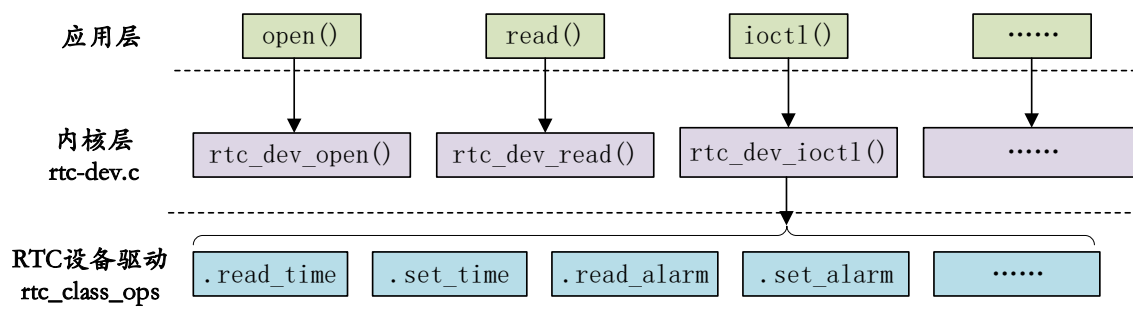 应用层 open() read() ioctl() ……
内核层
rtc-dev.c
rtc_dev_open() rtc_dev_read() rtc_dev_ioctl() ……
RTC设备驱动
rtc_class_ops
.read_time .set_time .read_alarm .set_alarm ……